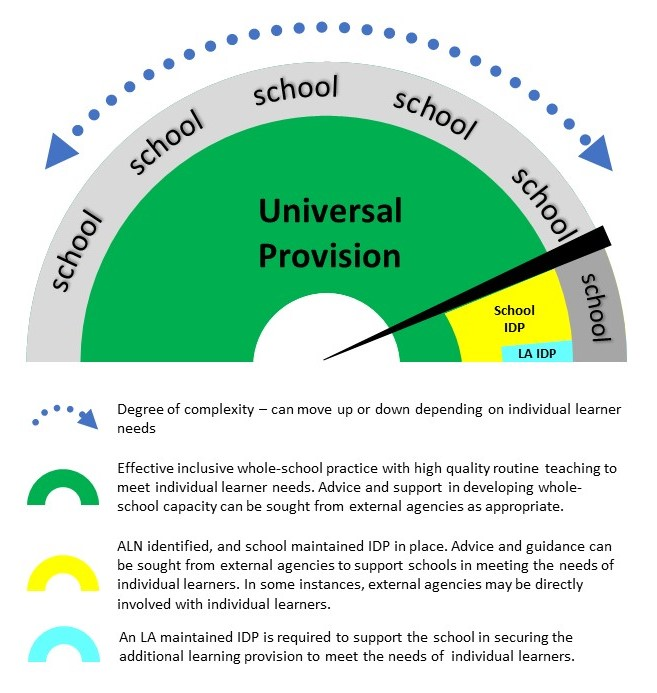 school
school
school
school
school
school
Universal
Provision
School
IDP
LA IDP
Degree of complexity – can move up or down depending on individual learner
needs
Effective inclusive whole-school practice with high quality routine teaching to
meet individual learner needs. Advice and support in developing whole-
school capacity can be sought from external agencies as appropriate.
ALN identified, and school maintained IDP in place. Advice and guidance can
be sought from external agencies to support schools in meeting the needs of
individual learners. In some instances, external agencies may be directly
involved with individual learners.
An LA maintained IDP is required to support the school in securing the
additional learning provision to meet the needs of individual learners.